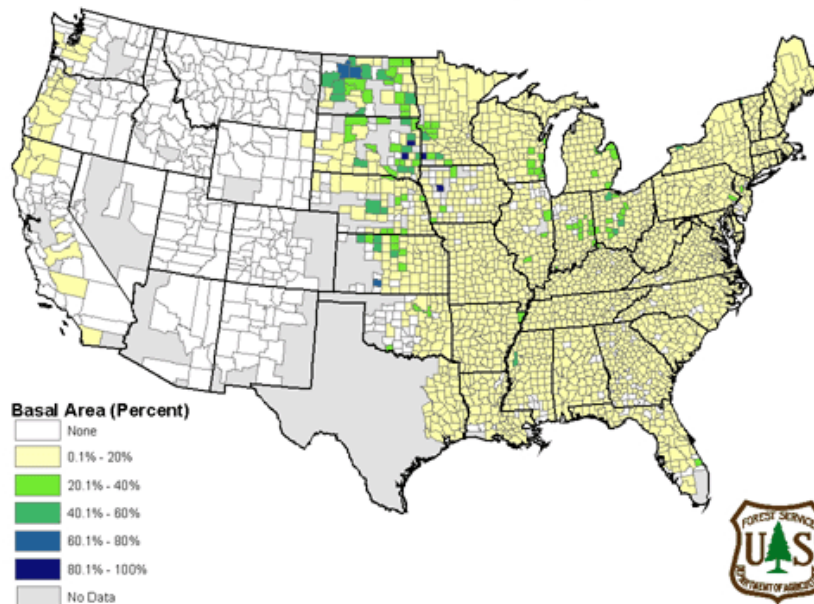 Basal Area (Percent)
None
0.1% - 20%
20.1% - 40%
40.1% - 60%
60.1% - 80%
80.1% - 100%
No Data
FOREST SERVICE
U S
DEPARTMENT OF AGRICULTURE